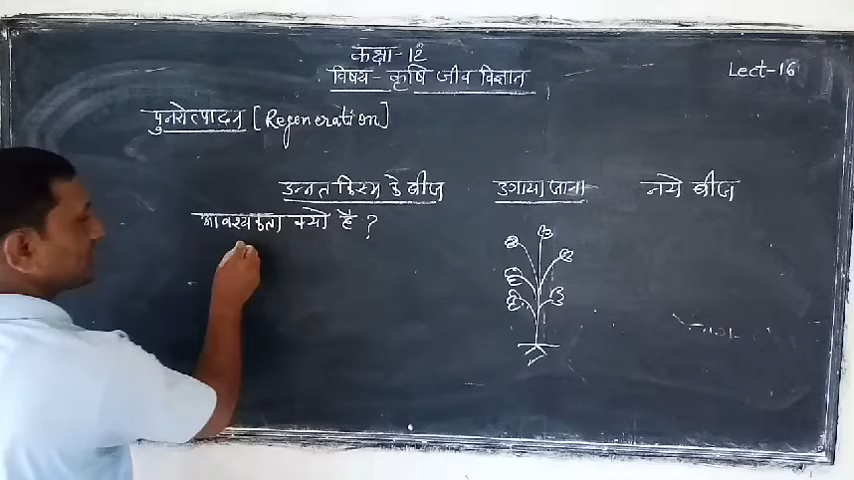 कक्षा-12
विषय- कृषि जीव विज्ञान
Lect-16
पुनरोत्पादन [Regeneration]
उन्नत किस्म के बीज उगाया जाना नये बीज
आवश्यकता क्यों है ?